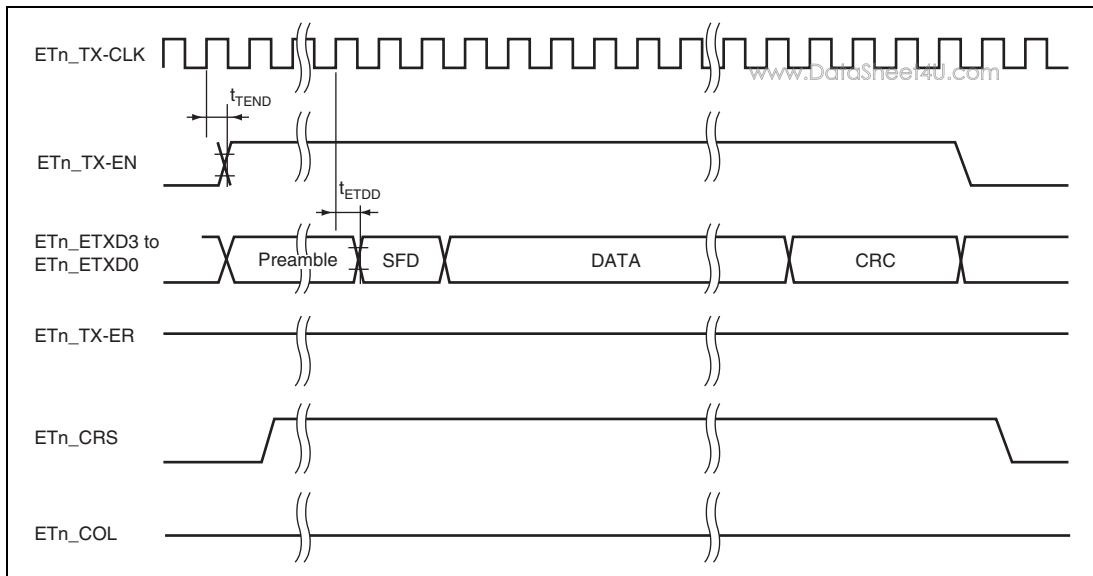 ETn_TX-CLK
www.DataSheet4U.com
tTEND
ETn_TX-EN
tETDD
ETn_ETXD3 to
ETn_ETXD0
Preamble
SFD
DATA
CRC
ETn_TX-ER
ETn_CRS
ETn_COL